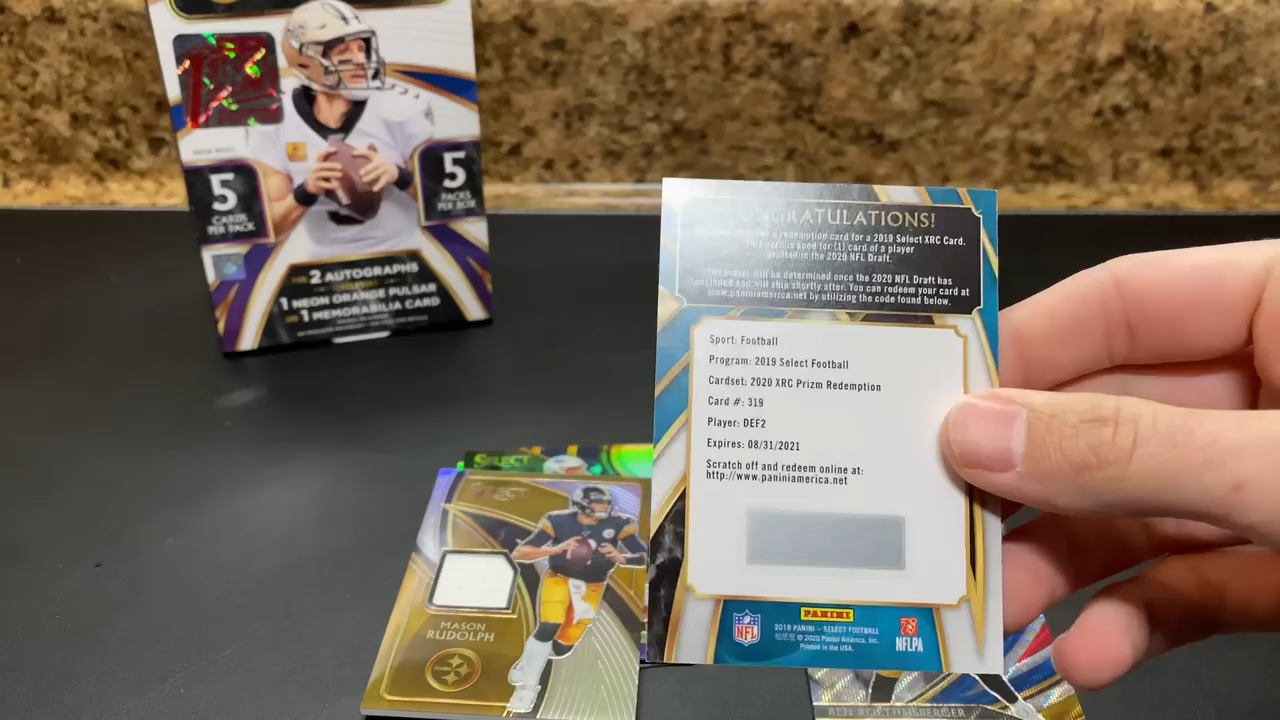 5
CARDS
PER PACK
5
PACKS
PER BOX
2 AUTOGRAPHS
1 NEON ORANGE PULSAR
1 MEMORABILIA CARD
CONGRATULATIONS!
redemption card for a 2019 Select XRC Card.
This card is good for (1) card of a player
drafted in the 2020 NFL Draft.
The player will be determined once the 2020 NFL Draft has
concluded and will ship shortly after. You can redeem your card at
www.paniniamerica.net by utilizing the code found below.
Sport: Football
Program: 2019 Select Football
Cardset: 2020 XRC Prizm Redemption
Card #: 319
Player: DEF2
Expires: 08/31/2021
Scratch off and redeem online at:
http://www.paniniamerica.net
PANINI
NFL
2019 PANINI - SELECT FOOTBALL
© 2020 Panini America, Inc.
Printed in the USA.
NFLPA
SELECT
SELECT
MASON
RUDOLPH
BEN ROETHLISBERGER